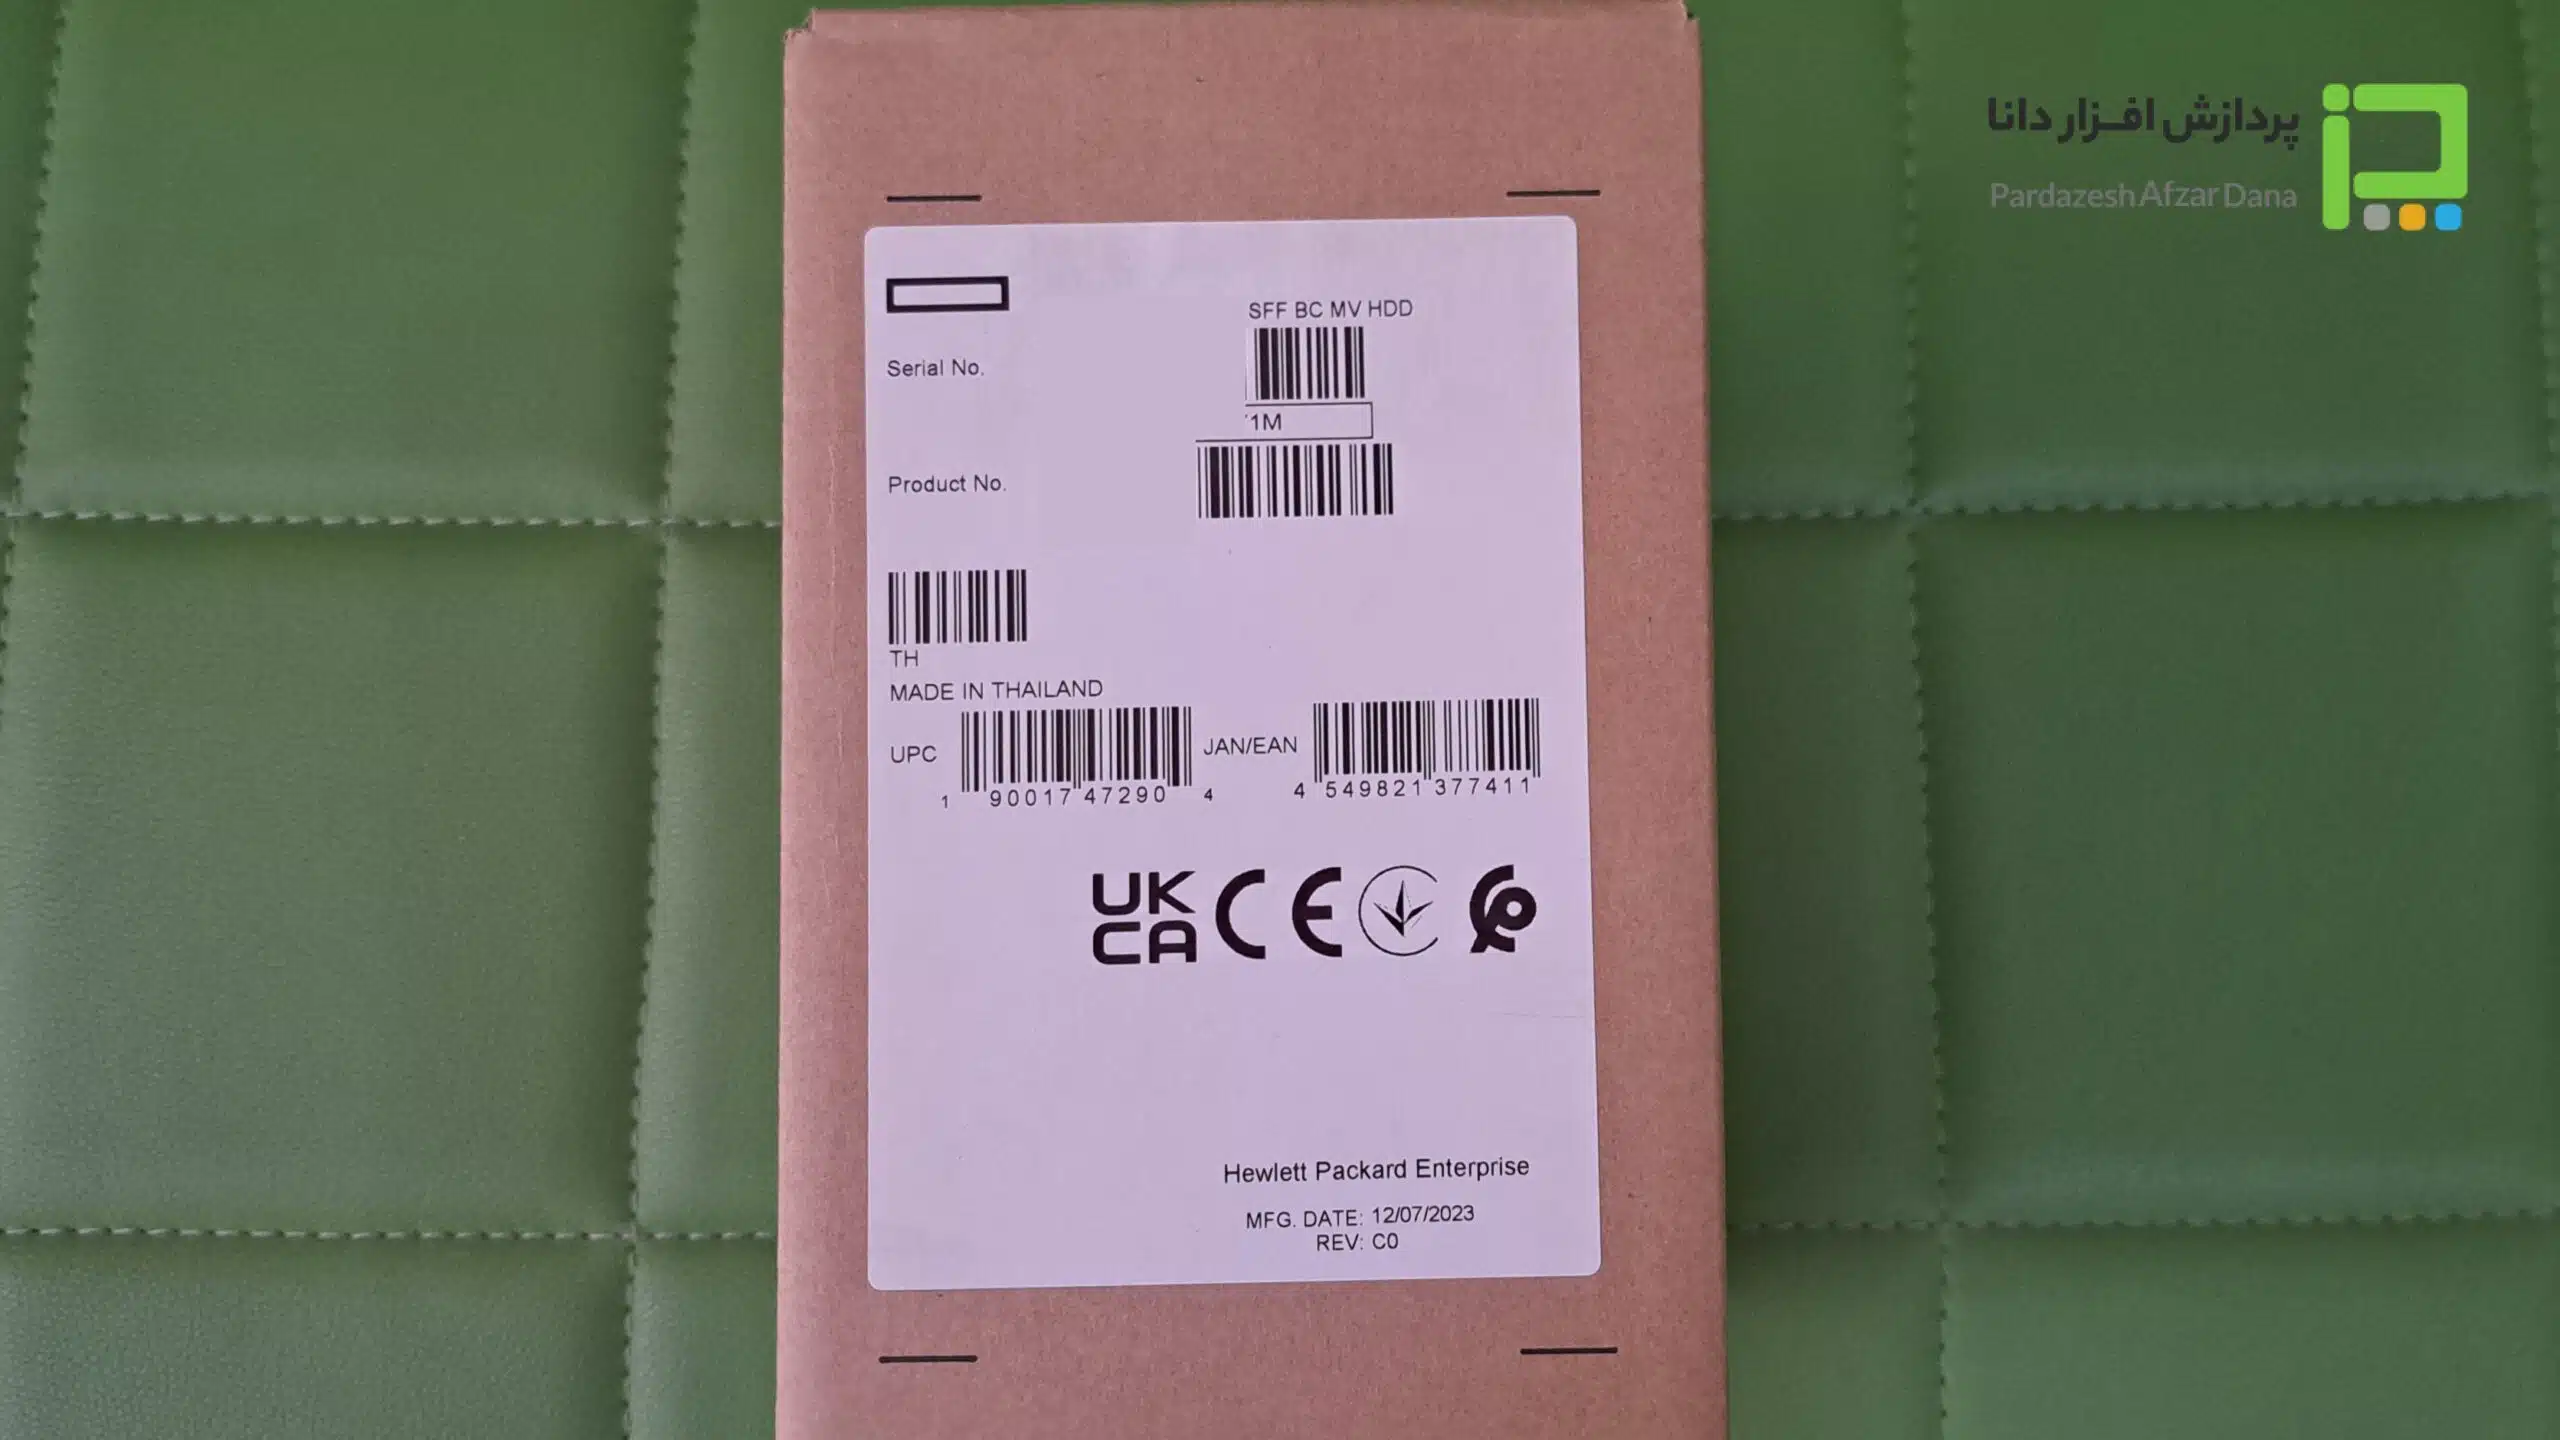 پردازش افزار دانا
Pardazesh Afzar Dana
SFF BC MV HDD
Serial No.
1M
Product No.
TH
MADE IN THAILAND
UPC
1 90017 47290 4
JAN/EAN
4 549821 377411
UK
CA
CE
Hewlett Packard Enterprise
MFG. DATE: 12/07/2023
REV: C0